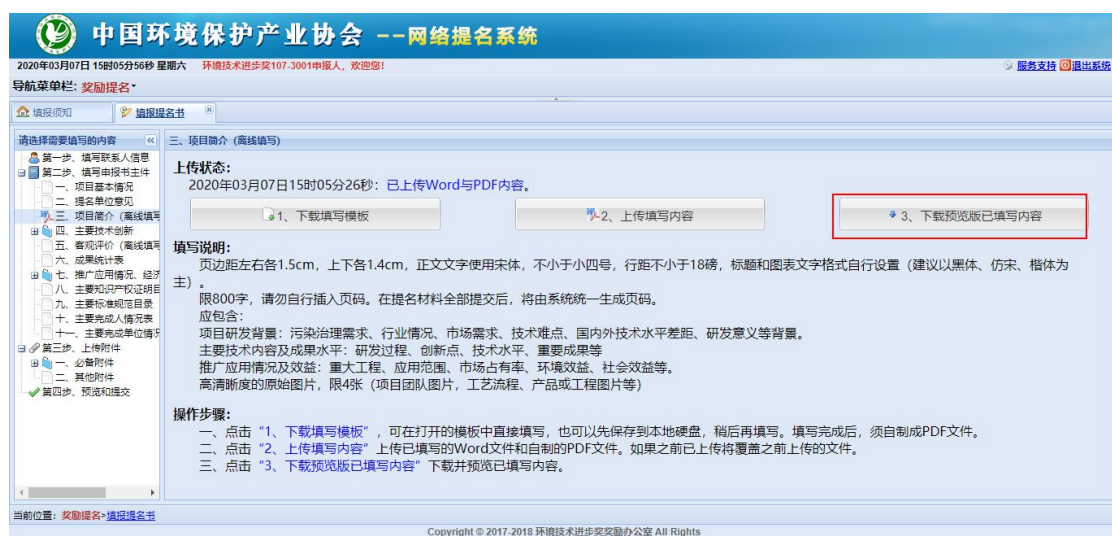 中国环境保护产业协会 --网络提名系统
2020年03月07日 15时05分56秒 星期六 环境技术进步奖107-3001申报人，欢迎您！ 服务支持 退出系统
导航菜单栏: 奖励提名
填报须知 填报提名书
请选择需要填写的内容
第一步、填写联系人信息
第二步、填写申报书主件
一、项目基本情况
二、提名单位意见
三、项目简介（离线填写
四、主要技术创新
五、客观评价（离线填写
六、成果统计表
七、推广应用情况、经济
八、主要知识产权证明目
九、主要标准规范目录
十、主要完成人情况表
十一、主要完成单位情况
第三步、上传附件
一、必备附件
二、其他附件
第四步、预览和提交
三、项目简介（离线填写）
上传状态：
2020年03月07日15时05分26秒：已上传Word与PDF内容。
1、下载填写模板 2、上传填写内容 3、下载预览版已填写内容
填写说明：
页边距左右各1.5cm，上下各1.4cm，正文文字使用宋体，不小于小四号，行距不小于18磅，标题和图表文字格式自行设置（建议以黑体、仿宋、楷体为
主）。
限800字，请勿自行插入页码。在提名材料全部提交后，将由系统统一生成页码。
应包含：
项目研发背景：污染治理需求、行业情况、市场需求、技术难点、国内外技术水平差距、研发意义等背景。
主要技术内容及成果水平：研发过程、创新点、技术水平、重要成果等
推广应用情况及效益：重大工程、应用范围、市场占有率、环境效益、社会效益等。
高清晰度的原始图片，限4张（项目团队图片，工艺流程、产品或工程图片等）
操作步骤：
一、点击“1、下载填写模板”，可在打开的模板中直接填写，也可以先保存到本地硬盘，稍后再填写。填写完成后，须自制成PDF文件。
二、点击“2、上传填写内容”上传已填写的Word文件和自制的PDF文件。如果之前已上传将覆盖之前上传的文件。
三、点击“3、下载预览版已填写内容”下载并预览已填写内容。
当前位置：奖励提名>填报提名书
Copyright © 2017-2018 环境技术进步奖奖励办公室 All Rights